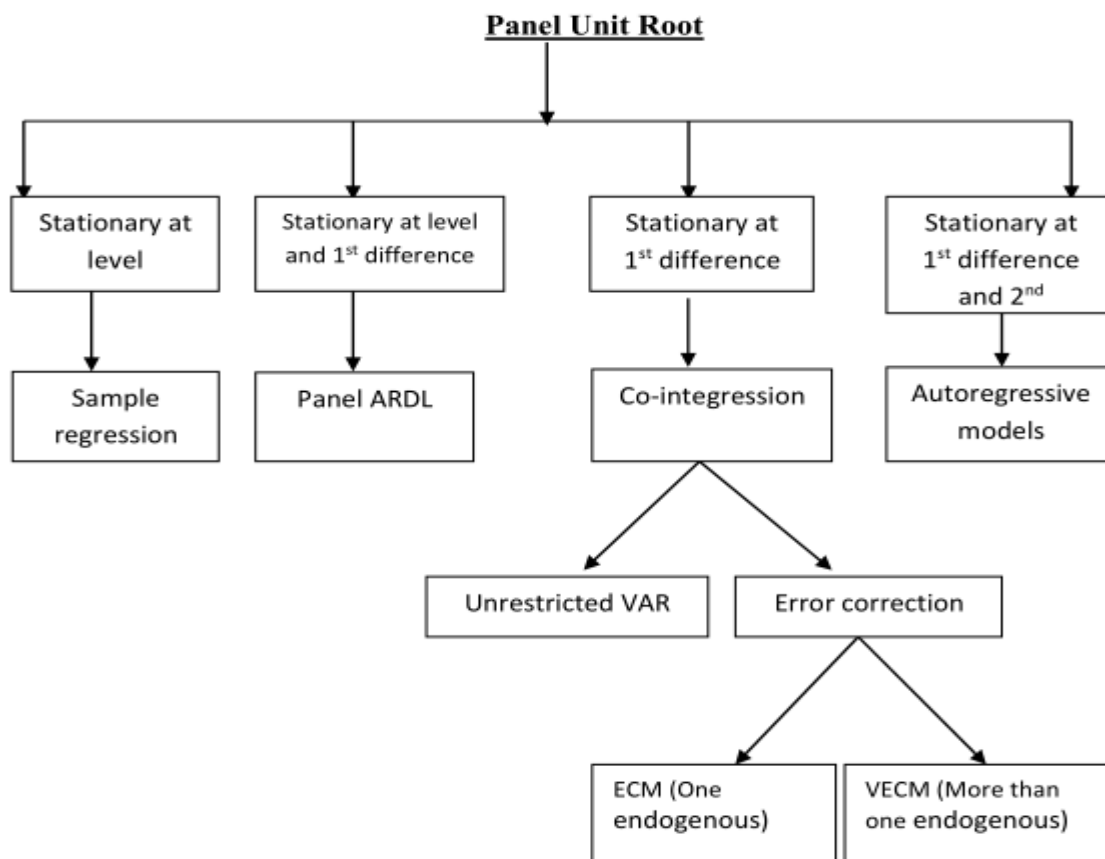 Panel Unit Root
Stationary at
level
Stationary at level
and 1st difference
Stationary at
1st difference
Stationary at
1st difference
and 2nd
Sample
regression
Panel ARDL
Co-integression
Autoregressive
models
Unrestricted VAR
Error correction
ECM (One
endogenous)
VECM (More than
one endogenous)